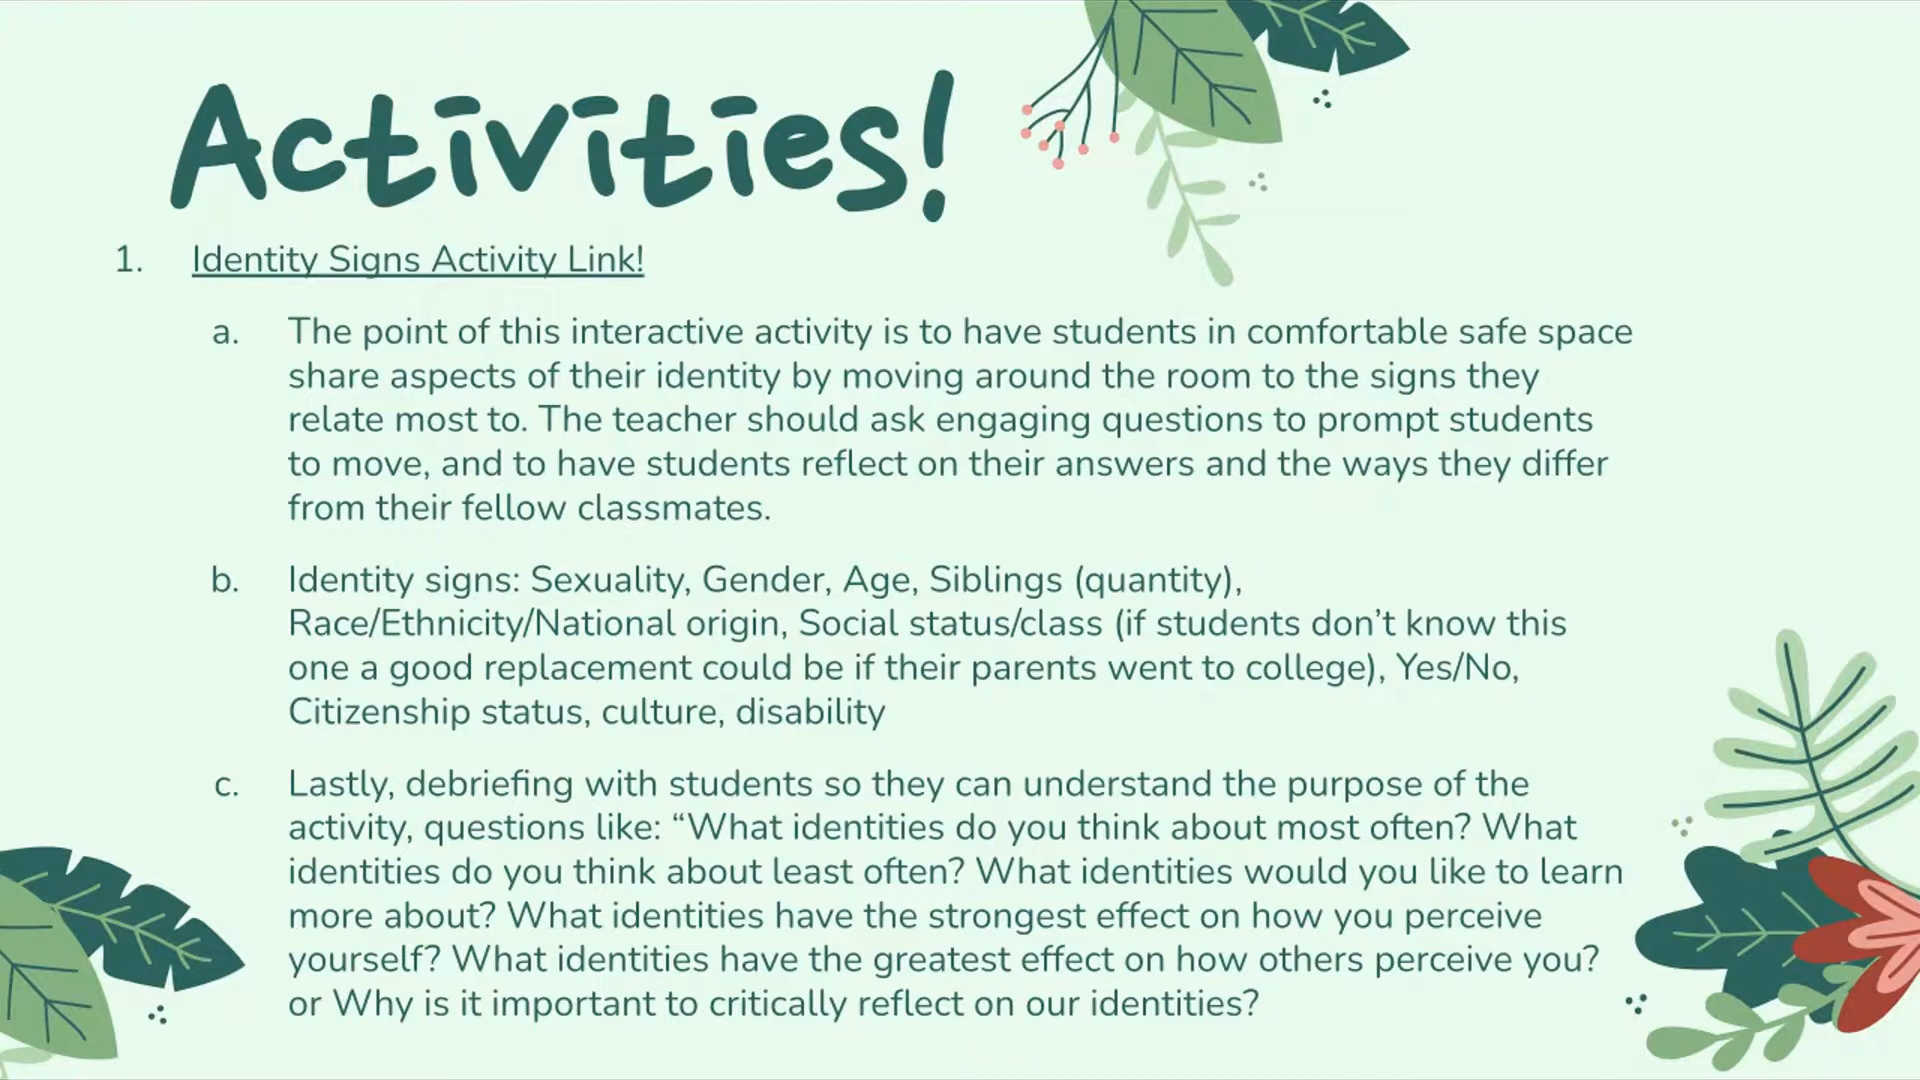 Activities!
1. Identity Signs Activity Link!
a. The point of this interactive activity is to have students in comfortable safe space
share aspects of their identity by moving around the room to the signs they
relate most to. The teacher should ask engaging questions to prompt students
to move, and to have students reflect on their answers and the ways they differ
from their fellow classmates.
b. Identity signs: Sexuality, Gender, Age, Siblings (quantity),
Race/Ethnicity/National origin, Social status/class (if students don’t know this
one a good replacement could be if their parents went to college), Yes/No,
Citizenship status, culture, disability
c. Lastly, debriefing with students so they can understand the purpose of the
activity, questions like: “What identities do you think about most often? What
identities do you think about least often? What identities would you like to learn
more about? What identities have the strongest effect on how you perceive
yourself? What identities have the greatest effect on how others perceive you?
or Why is it important to critically reflect on our identities?